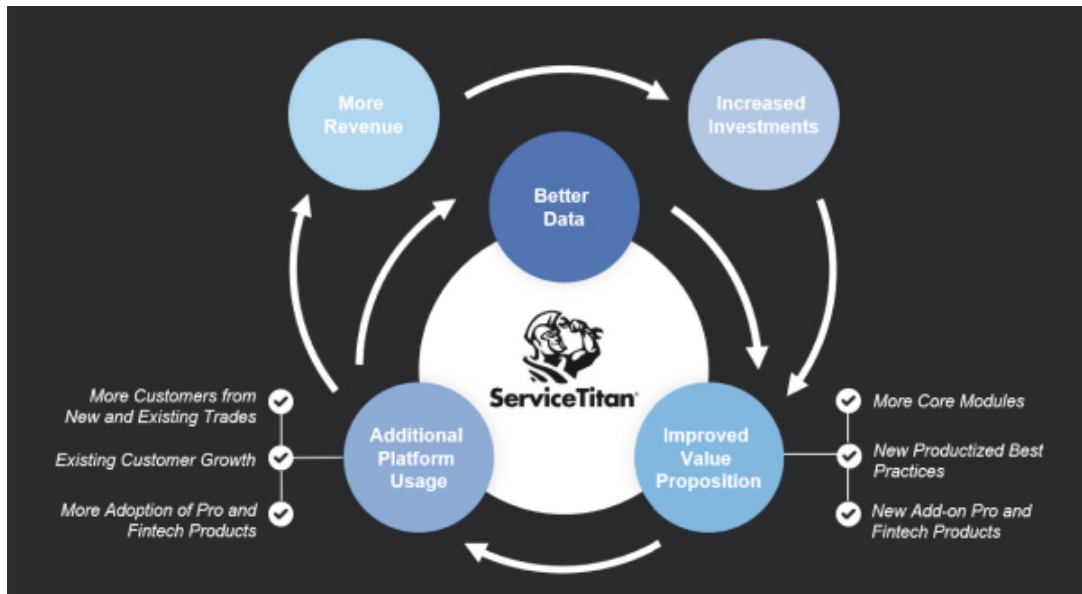 More
Revenue
Increased
Investments
Better
Data
ServiceTitan
More Customers from
New and Existing Trades
Existing Customer Growth
More Adoption of Pro and
Fintech Products
Additional
Platform
Usage
Improved
Value
Proposition
More Core Modules
New Productized Best
Practices
New Add-on Pro and
Fintech Products